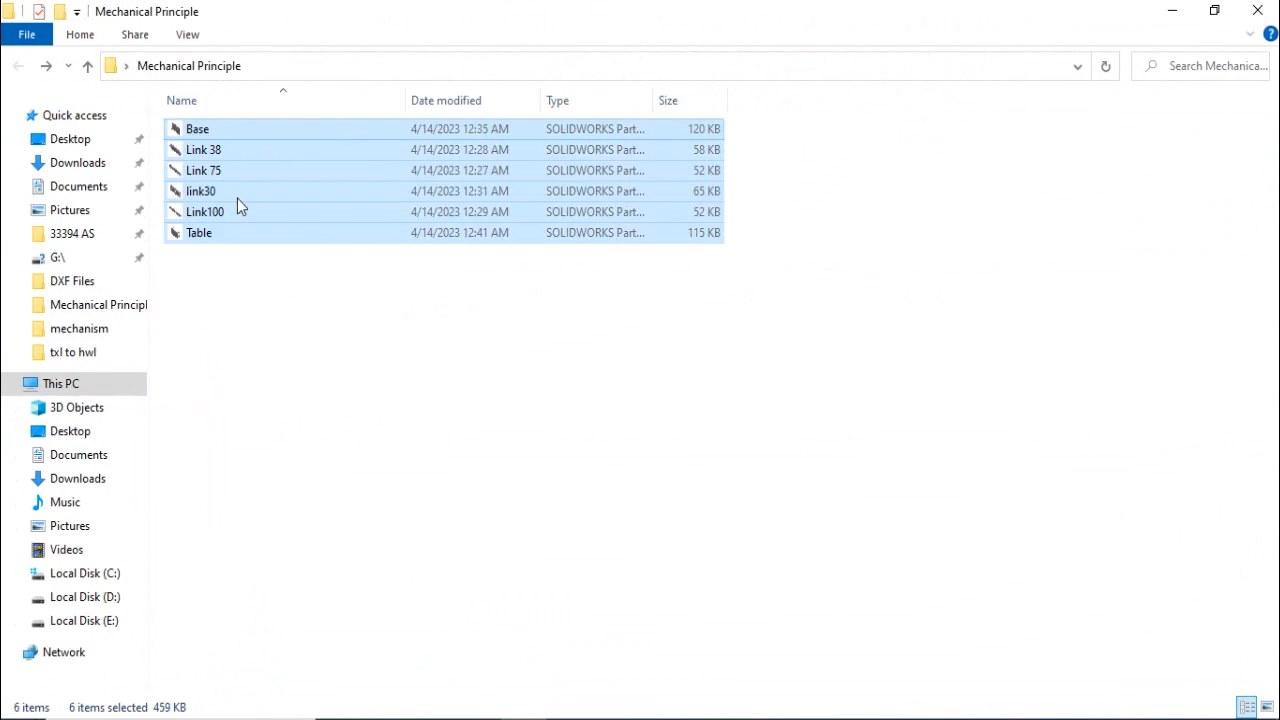 Mechanical Principle
File Home Share View
Mechanical Principle
Search Mechanica...
Name Date modified Type Size
Quick access
Desktop
Downloads
Documents
Pictures
33394 AS
G:\
DXF Files
Mechanical Principl
mechanism
txl to hwl
This PC
3D Objects
Desktop
Documents
Downloads
Music
Pictures
Videos
Local Disk (C:)
Local Disk (D:)
Local Disk (E:)
Network
Base 4/14/2023 12:35 AM SOLIDWORKS Part... 120 KB
Link 38 4/14/2023 12:28 AM SOLIDWORKS Part... 58 KB
Link 75 4/14/2023 12:27 AM SOLIDWORKS Part... 52 KB
link30 4/14/2023 12:31 AM SOLIDWORKS Part... 65 KB
Link100 4/14/2023 12:29 AM SOLIDWORKS Part... 52 KB
Table 4/14/2023 12:41 AM SOLIDWORKS Part... 115 KB
6 items 6 items selected 459 KB